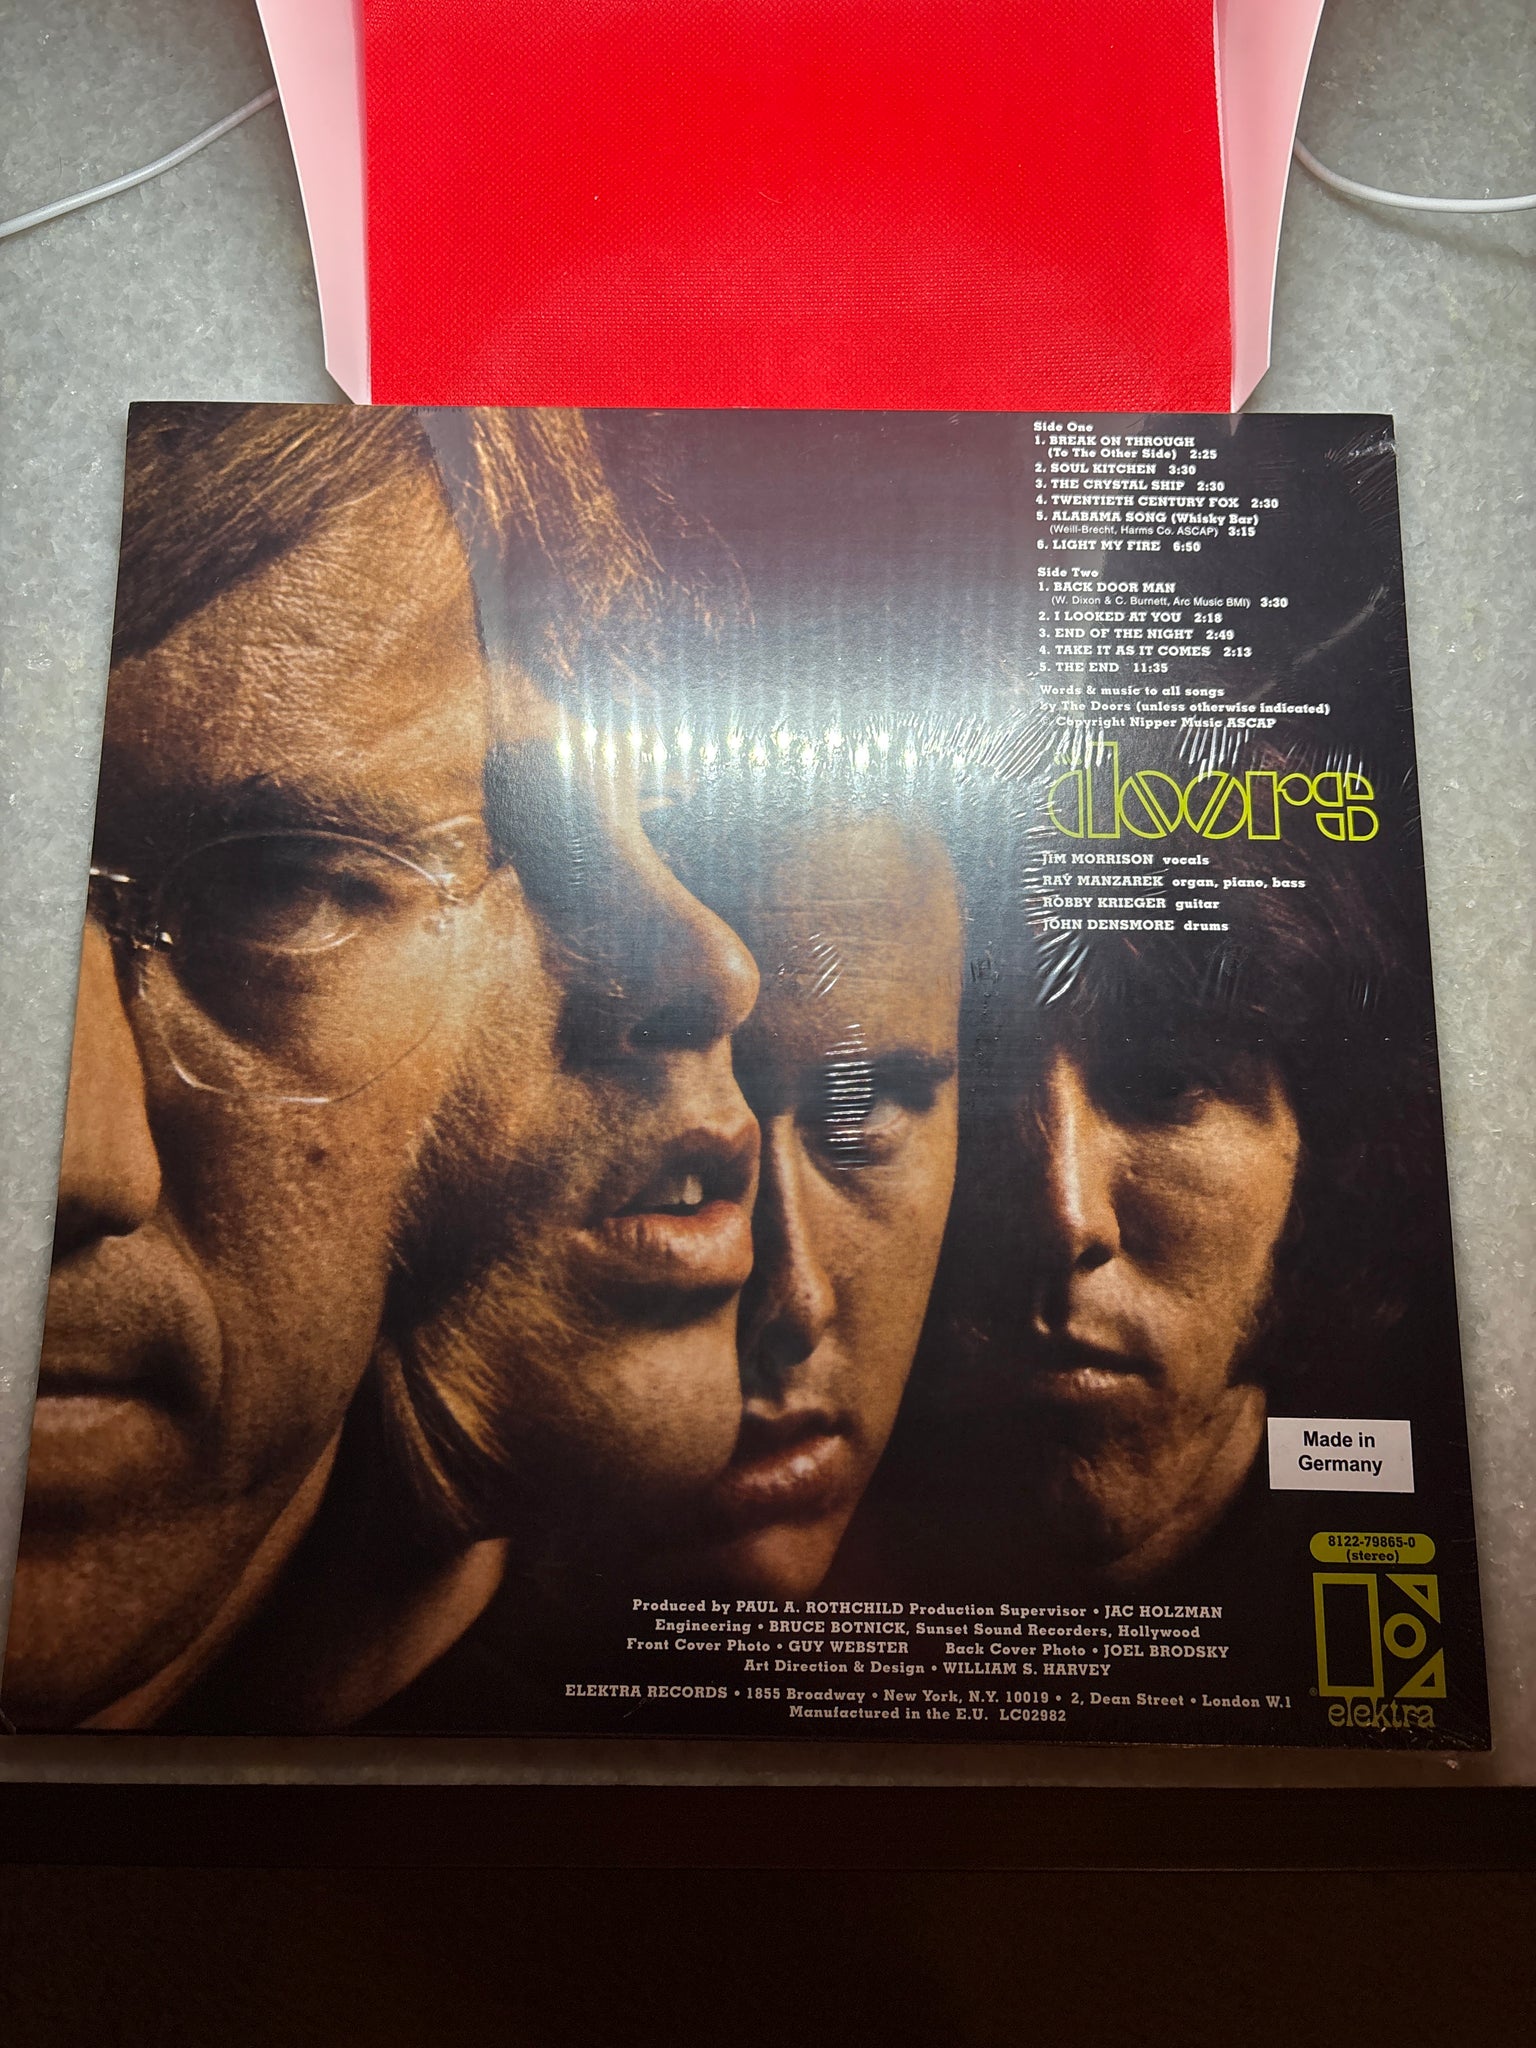 Side One
1. BREAK ON THROUGH
(To The Other Side) 2:25
2. SOUL KITCHEN 3:30
3. THE CRYSTAL SHIP 2:30
4. TWENTIETH CENTURY FOX 2:30
5. ALABAMA SONG (Whisky Bar)
(Weill-Brecht, Harms Co. ASCAP) 3:15
6. LIGHT MY FIRE 6:50
Side Two
1. BACK DOOR MAN
(W. Dixon & C. Burnett, Arc Music BMI) 3:30
2. I LOOKED AT YOU 2:18
3. END OF THE NIGHT 2:49
4. TAKE IT AS IT COMES 2:13
5. THE END 11:35
Words & music to all songs
by The Doors (unless otherwise indicated)
© Copyright Nipper Music ASCAP
the
doors
JIM MORRISON vocals
RAY MANZAREK organ, piano, bass
ROBBY KRIEGER guitar
JOHN DENSMORE drums
Made in
Germany
8122-79865-0
(stereo)
Produced by PAUL A. ROTHCHILD Production Supervisor • JAC HOLZMAN
Engineering • BRUCE BOTNICK, Sunset Sound Recorders, Hollywood
Front Cover Photo • GUY WEBSTER Back Cover Photo • JOEL BRODSKY
Art Direction & Design • WILLIAM S. HARVEY
ELEKTRA RECORDS • 1855 Broadway • New York, N.Y. 10019 • 2, Dean Street • London W.1
Manufactured in the E.U. LC02982
® elektra